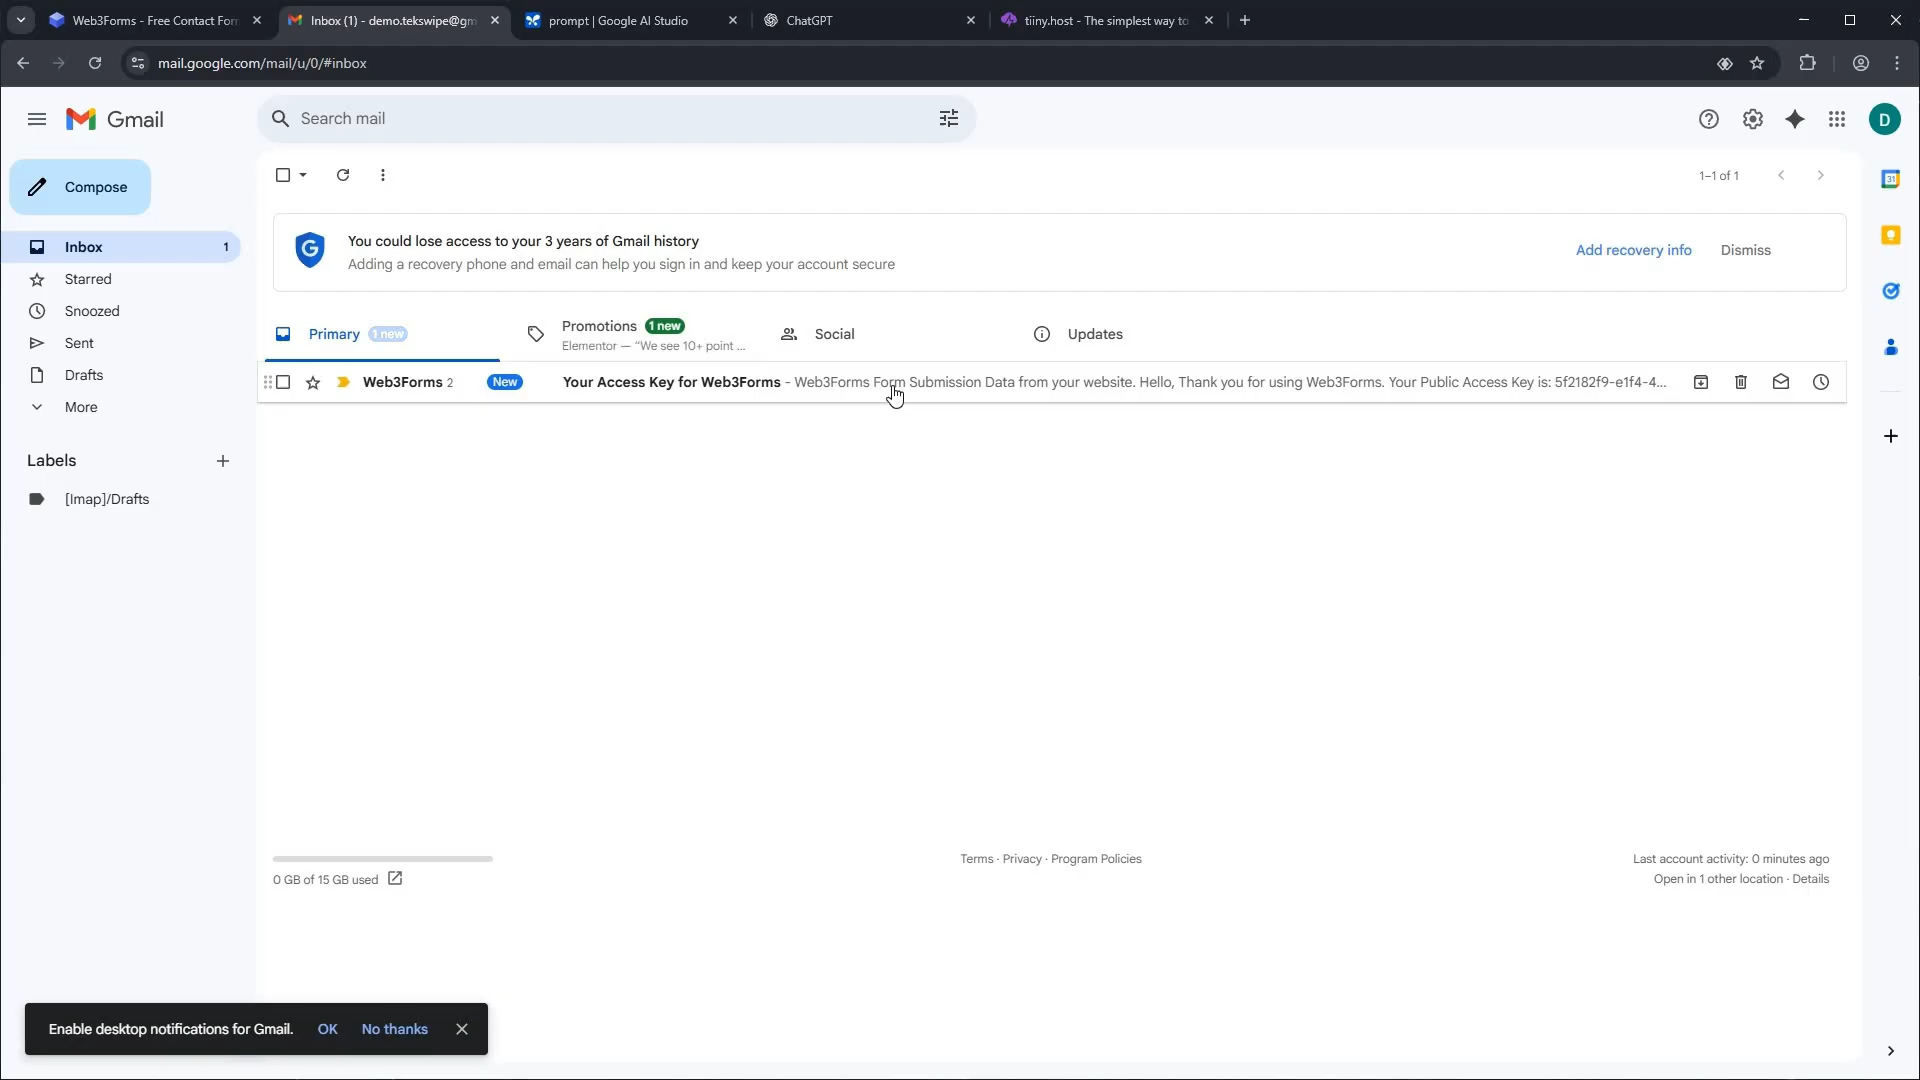 Web3Forms - Free Contact For
Inbox (1) - demo.tekswipe@gm
prompt | Google AI Studio
ChatGPT
tiiny.host - The simplest way to
mail.google.com/mail/u/0/#inbox
Gmail
Search mail
D
Compose
1–1 of 1
31
Inbox 1
G
You could lose access to your 3 years of Gmail history
Adding a recovery phone and email can help you sign in and keep your account secure
Add recovery info
Dismiss
Starred
Snoozed
Sent
Drafts
More
Primary 1 new
Promotions 1 new
Elementor — “We see 10+ point ...
Social
Updates
Web3Forms 2 New Your Access Key for Web3Forms - Web3Forms Form Submission Data from your website. Hello, Thank you for using Web3Forms. Your Public Access Key is: 5f2182f9-e1f4-4...
Labels
[Imap]/Drafts
0 GB of 15 GB used
Terms · Privacy · Program Policies
Last account activity: 0 minutes ago
Open in 1 other location · Details
Enable desktop notifications for Gmail. OK No thanks